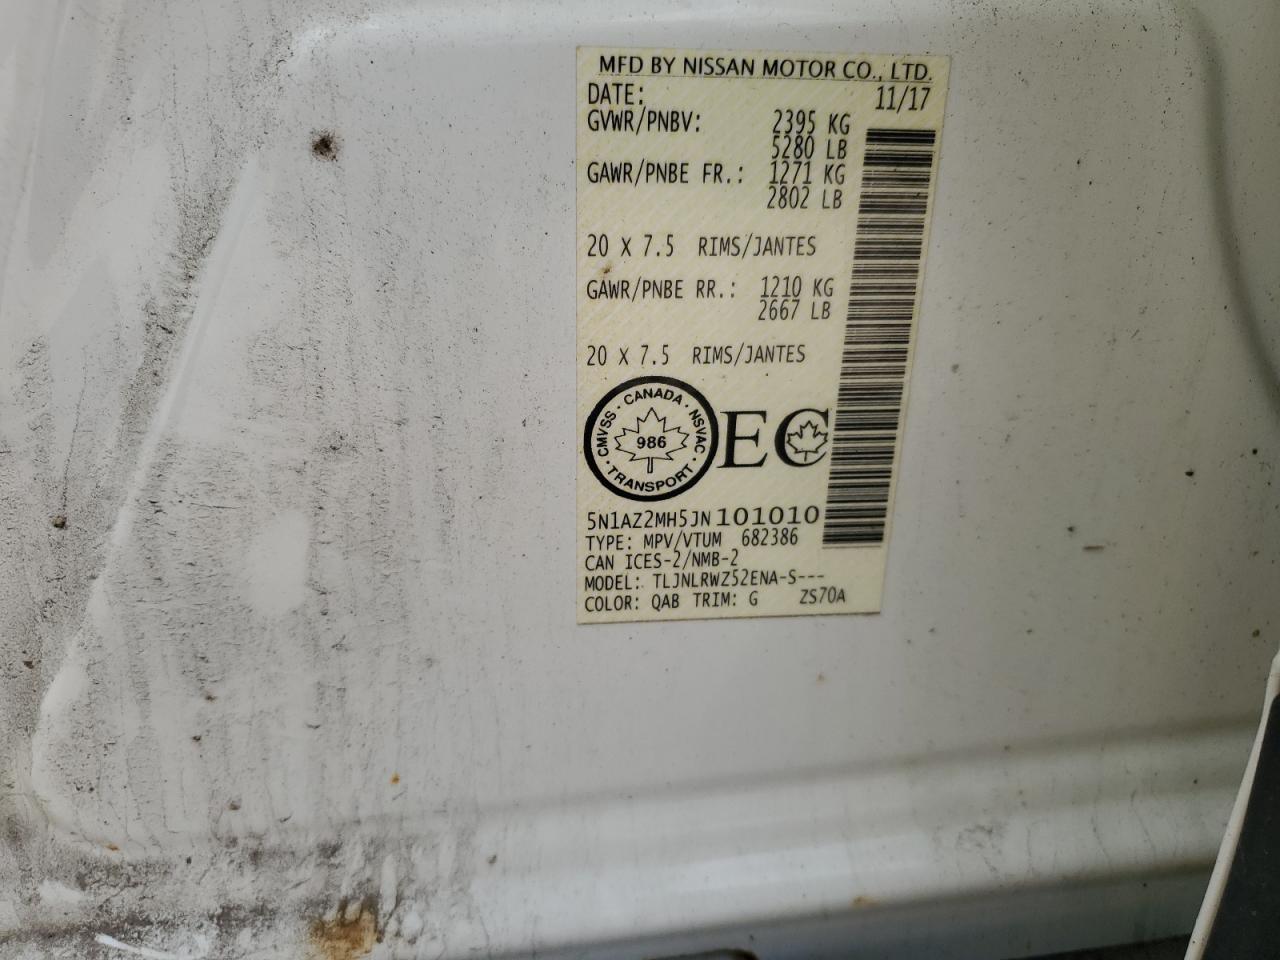 MFD BY NISSAN MOTOR CO., LTD.
DATE: 11/17
GVWR/PNBV: 2395 KG
5280 LB
GAWR/PNBE FR.: 1271 KG
2802 LB
20 X 7.5 RIMS/JANTES
GAWR/PNBE RR.: 1210 KG
2667 LB
20 X 7.5 RIMS/JANTES
CMVSS · CANADA · NSVAC · TRANSPORT ·
986
EC
5N1AZ2MH5JN101010
TYPE: MPV/VTUM 682386
CAN ICES-2/NMB-2
MODEL: TLJNLRWZ52ENA-S---
COLOR: QAB TRIM: G ZS70A